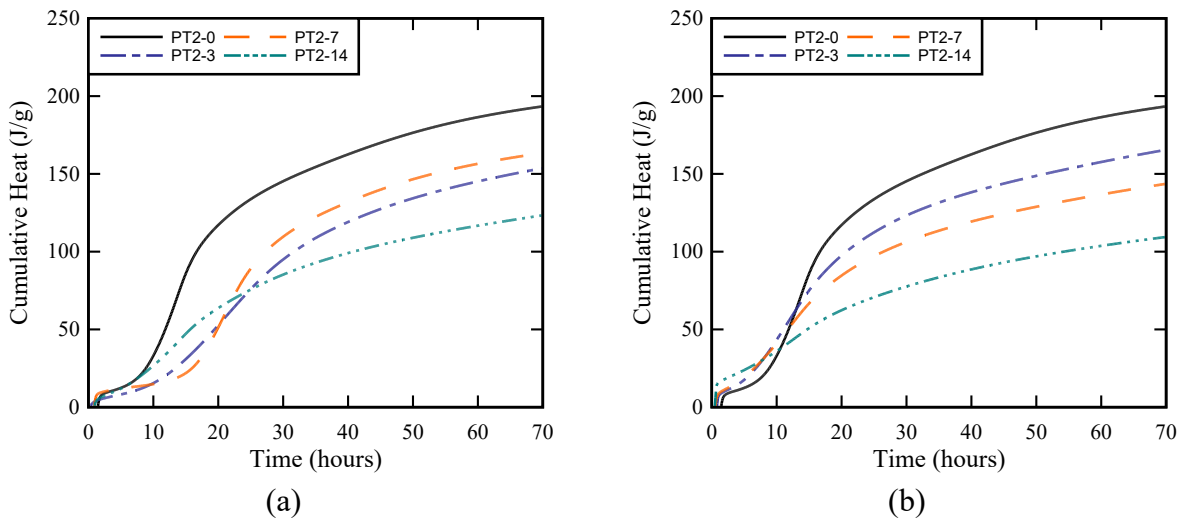 250
200
150
100
50
0
Cumulative Heat (J/g)
PT2-0 PT2-7
PT2-3 PT2-14
0 10 20 30 40 50 60 70
Time (hours)
(a)
250
200
150
100
50
0
Cumulative Heat (J/g)
PT2-0 PT2-7
PT2-3 PT2-14
0 10 20 30 40 50 60 70
Time (hours)
(b)